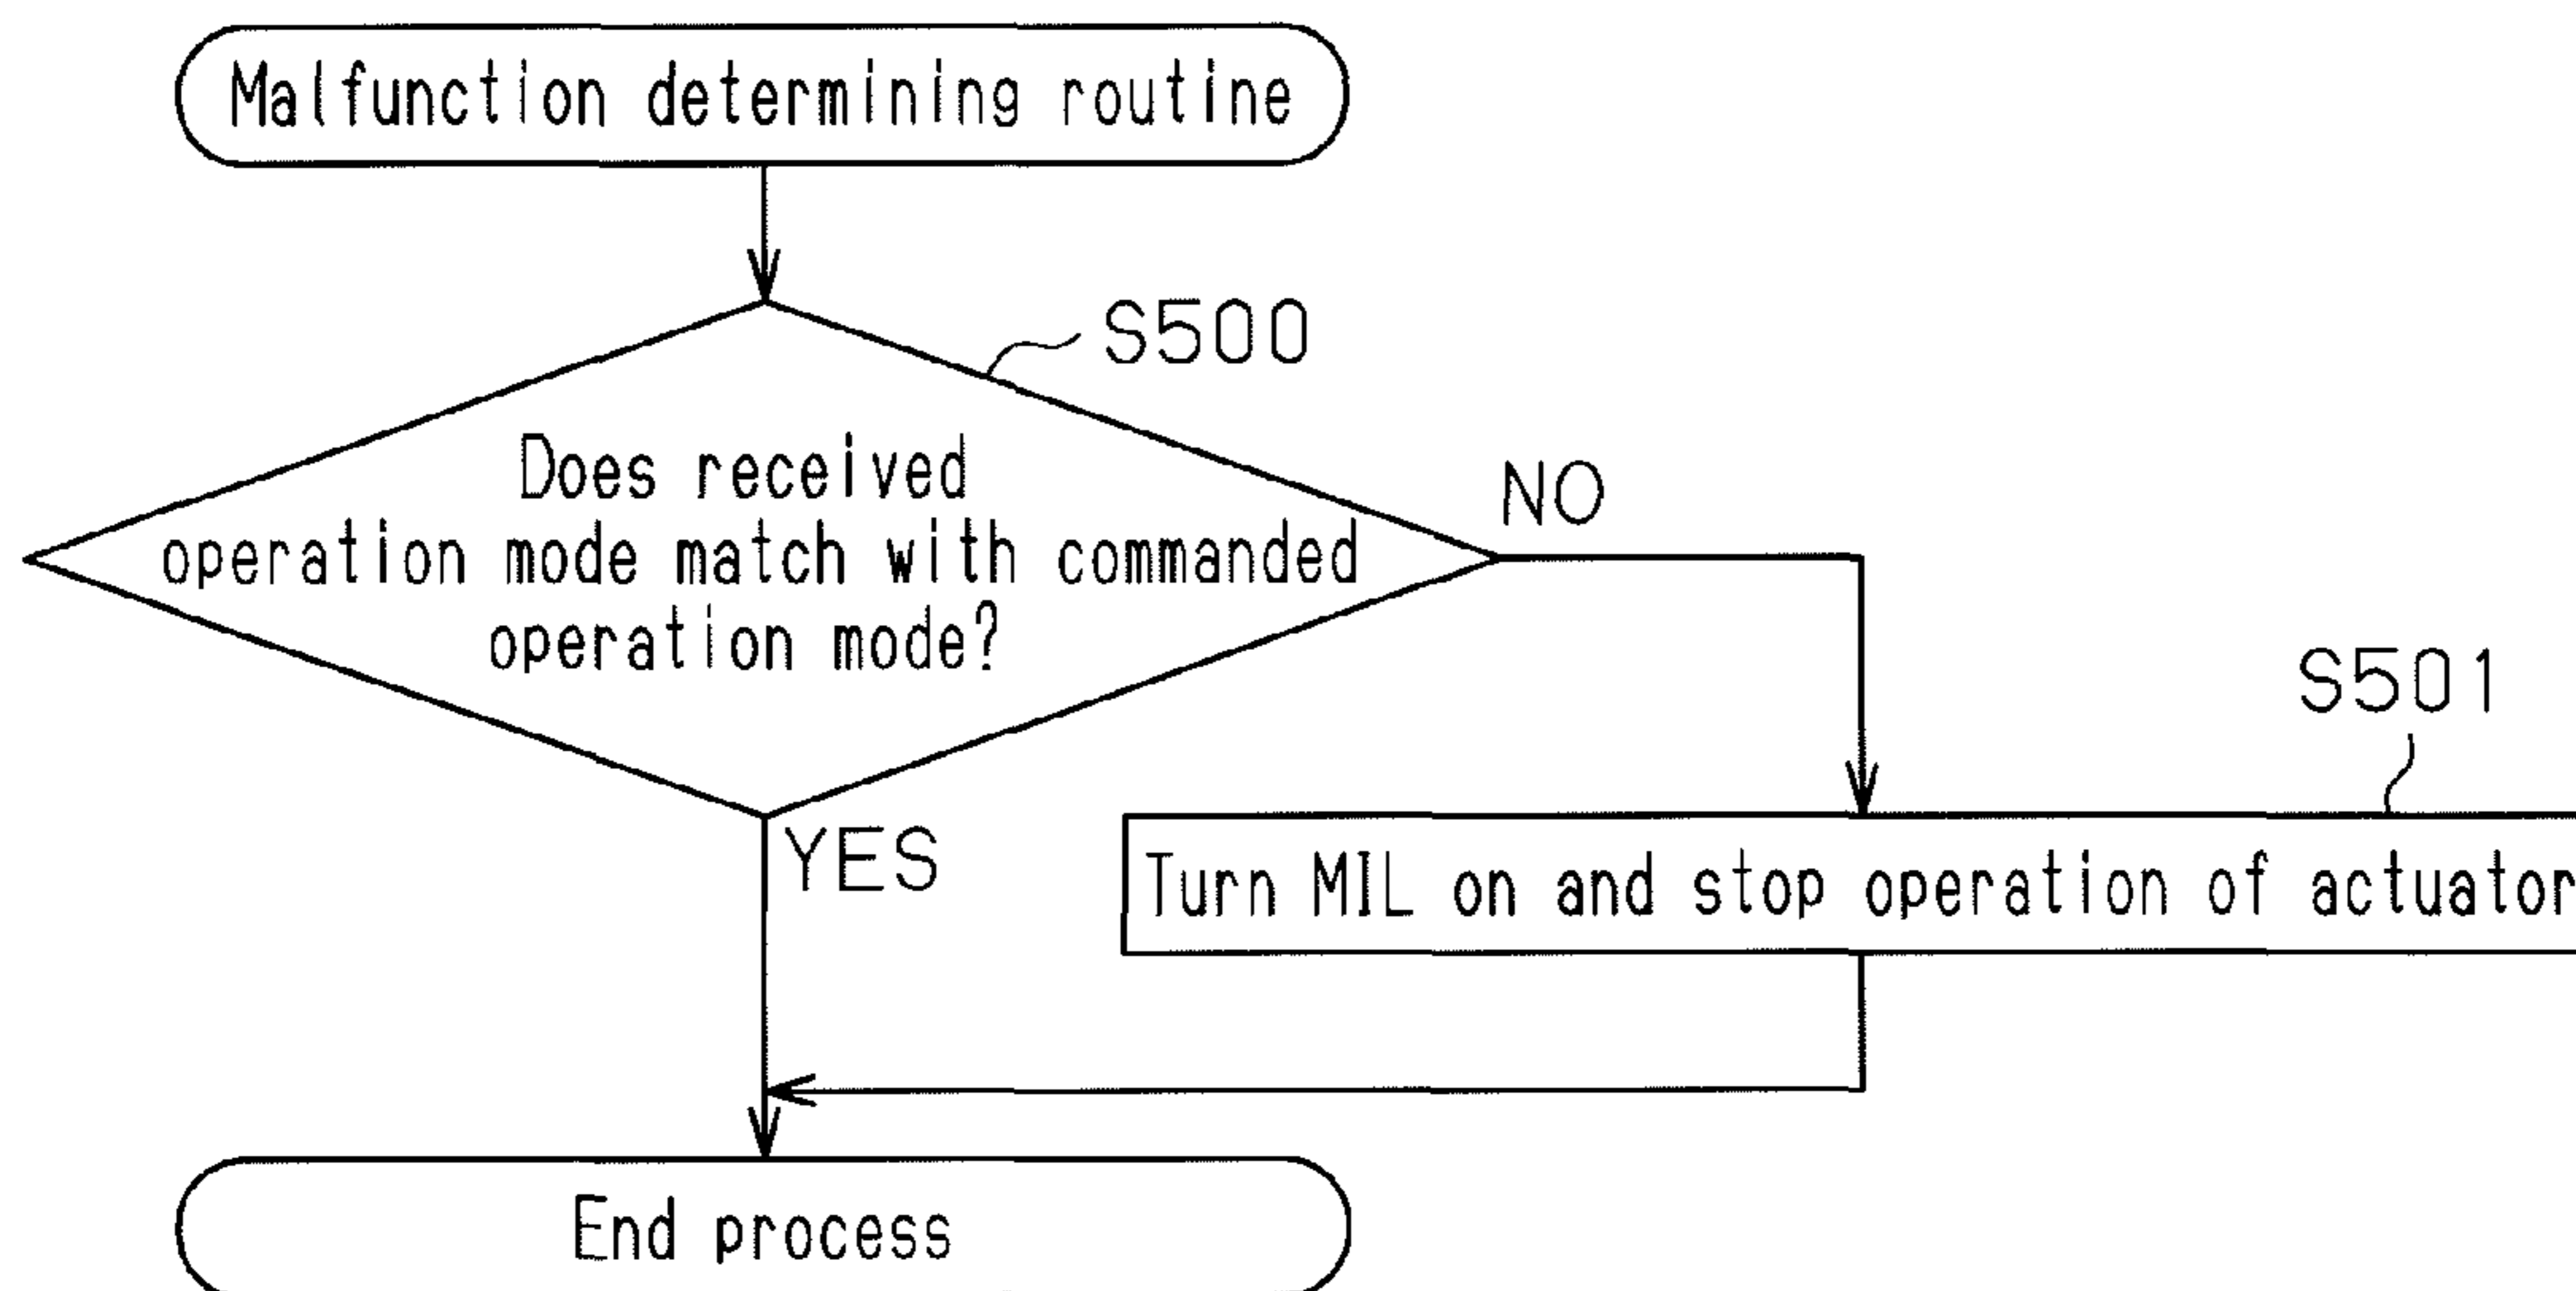 Malfunction determining routine
S500
Does received
operation mode match with commanded
operation mode?
NO
YES
S501
Turn MIL on and stop operation of actuator
End process